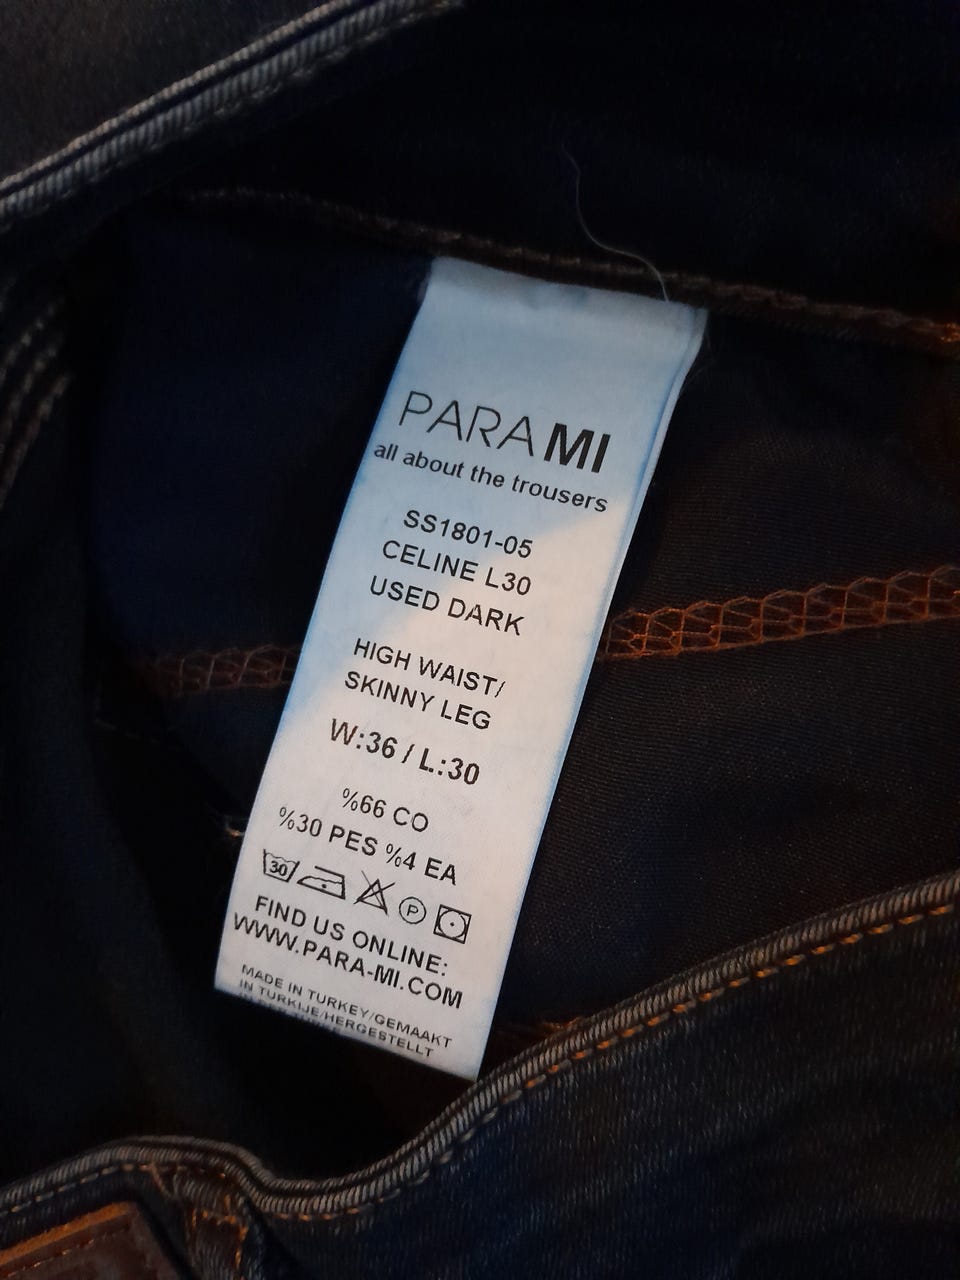 PARAMI
all about the trousers
SS1801-05
CELINE L30
USED DARK
HIGH WAIST/
SKINNY LEG
W:36 / L:30
%66 CO
%30 PES %4 EA
30 P
FIND US ONLINE:
WWW.PARA-MI.COM
MADE IN TURKEY/GEMAAKT
IN TURKIJE/HERGESTELLT